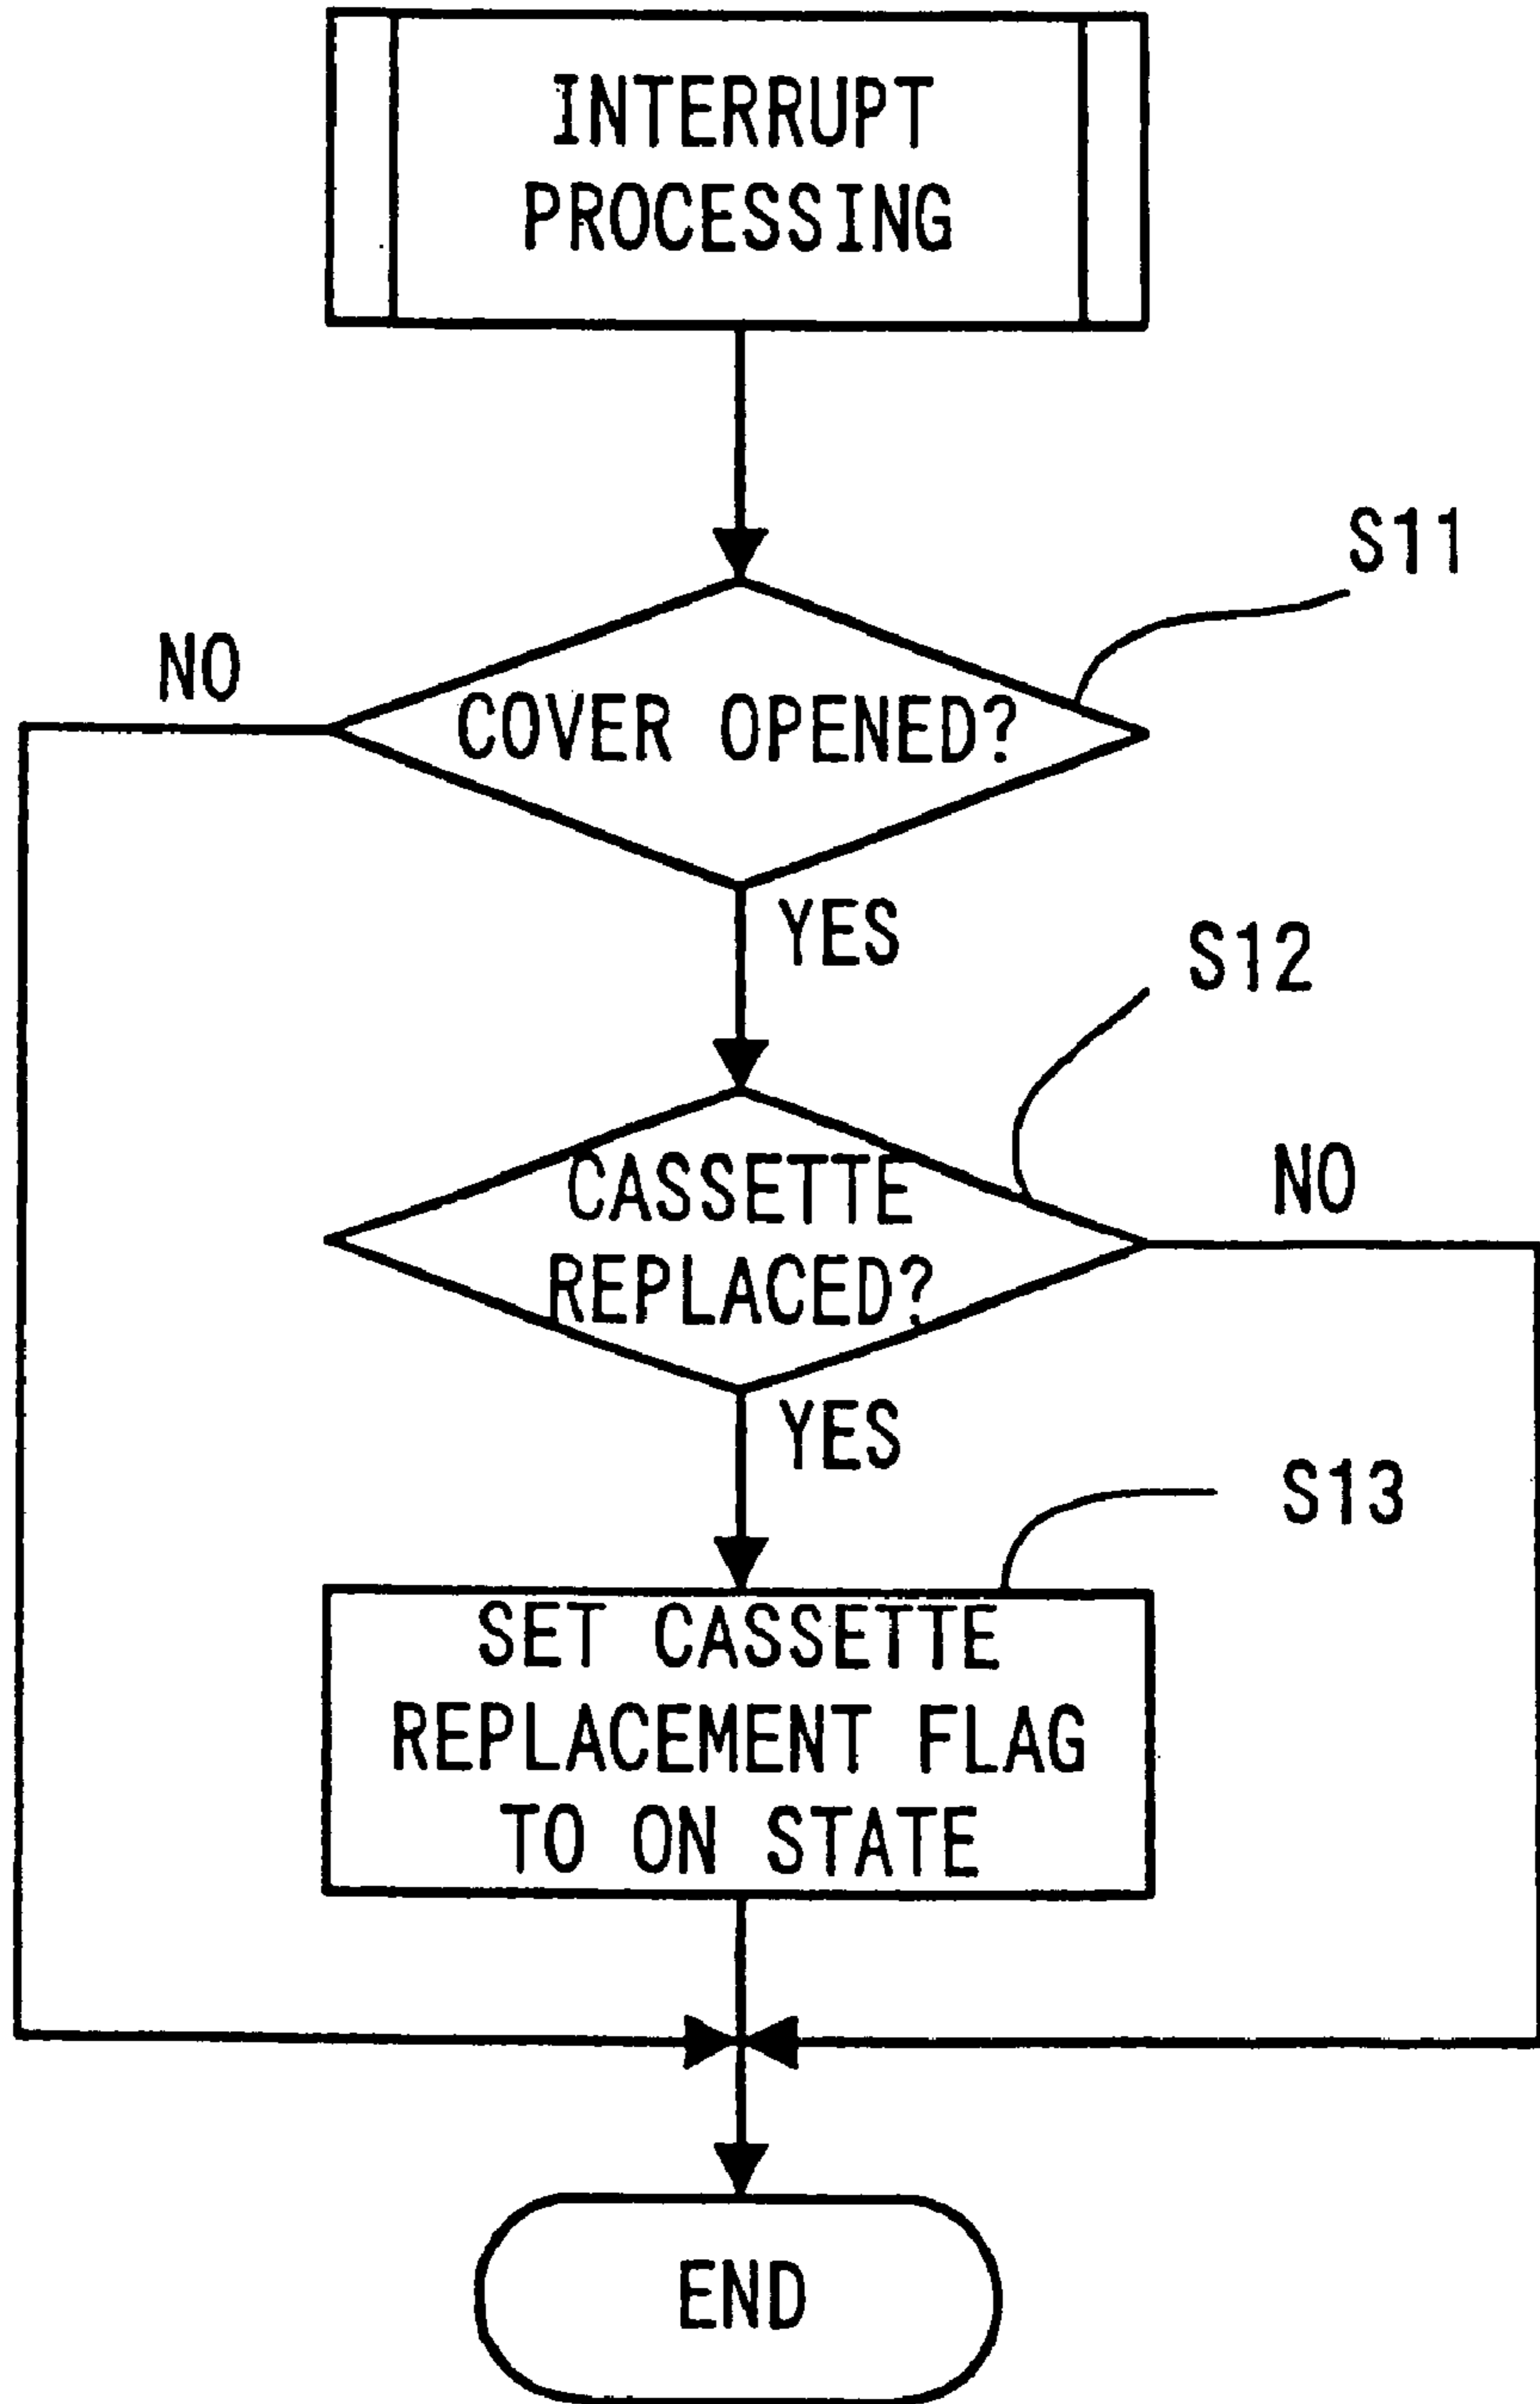 INTERRUPT
PROCESSING
S11
NO
COVER OPENED?
YES
S12
CASSETTE
REPLACED?
NO
YES
S13
SET CASSETTE
REPLACEMENT FLAG
TO ON STATE
END